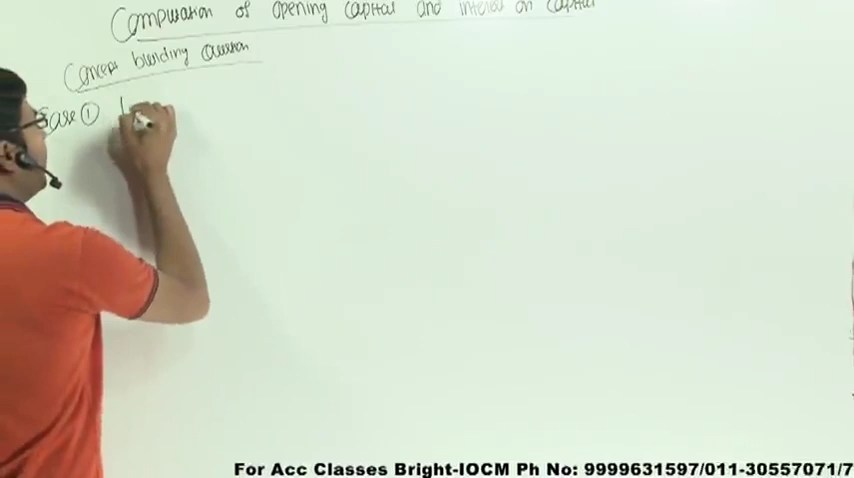 Computation of opening capital and interest on capital
Concept blending Question
Case ①
For Acc Classes Bright-IOCM Ph No: 9999631597/011-30557071/7